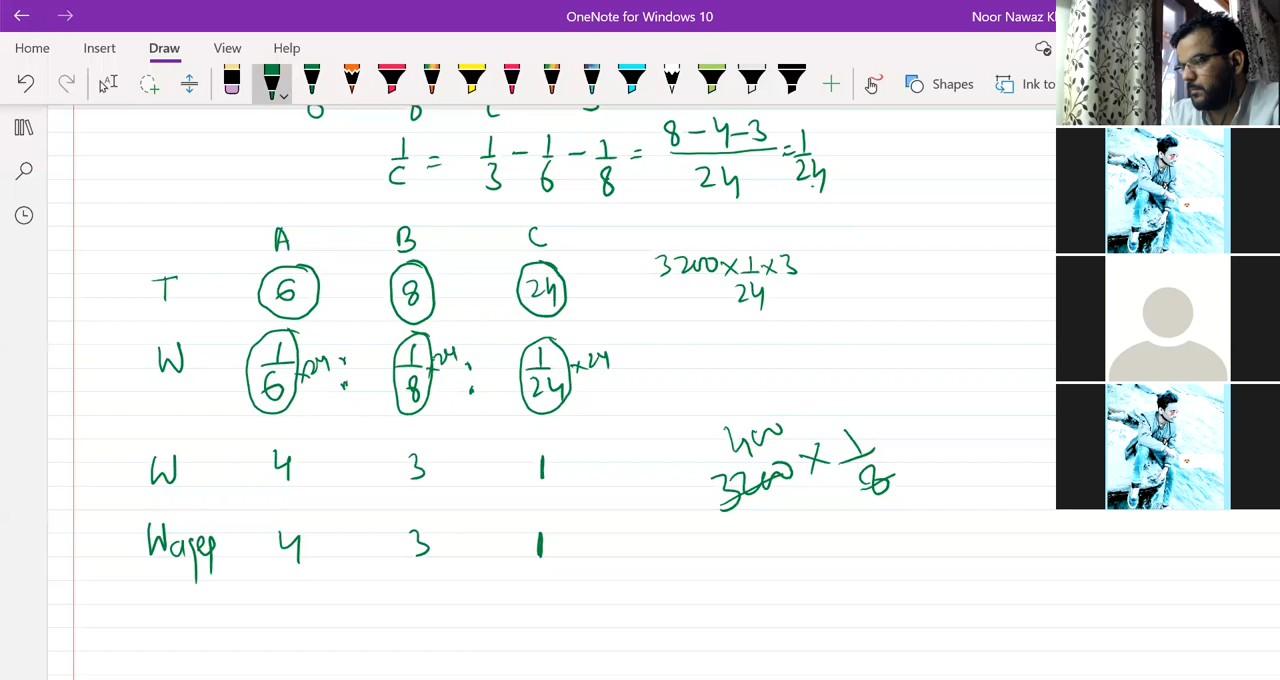 OneNote for Windows 10
Noor Nawaz Kh
Home Insert Draw View Help
Shapes Ink to
1/C = 1/3 - 1/6 - 1/8 = (8-4-3)/24 = 1/24
A B C
T 6 8 24
3200 × 1/24 × 3
W 1/6 × 24 : 1/8 × 24 : 1/24 × 24
400
W 4 3 1
3200 × 1/8
Wages 4 3 1